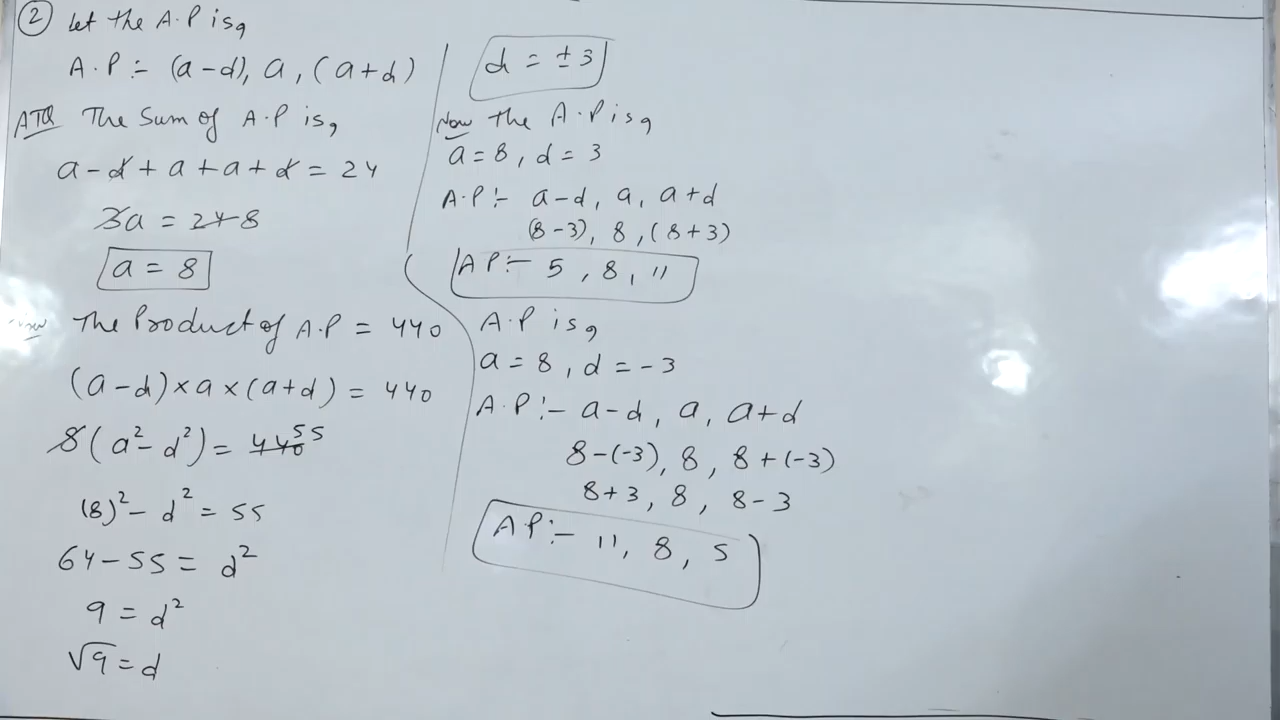 ② Let the A.P is,
A.P :- (a-d), a, (a+d)
ATQ The Sum of A.P is,
a-d + a + a + d = 24
3a = 24 8
a = 8
Now The Product of A.P = 440
(a-d) × a × (a+d) = 440
8(a² - d²) = 440 55
(8)² - d² = 55
64 - 55 = d²
9 = d²
√9 = d
d = ±3
Now the A.P is,
a = 8, d = 3
A.P :- a-d, a, a+d
(8-3), 8, (8+3)
AP :- 5, 8, 11
A.P is,
a = 8, d = -3
A.P :- a-d, a, a+d
8-(-3), 8, 8+(-3)
8+3, 8, 8-3
AP :- 11, 8, 5